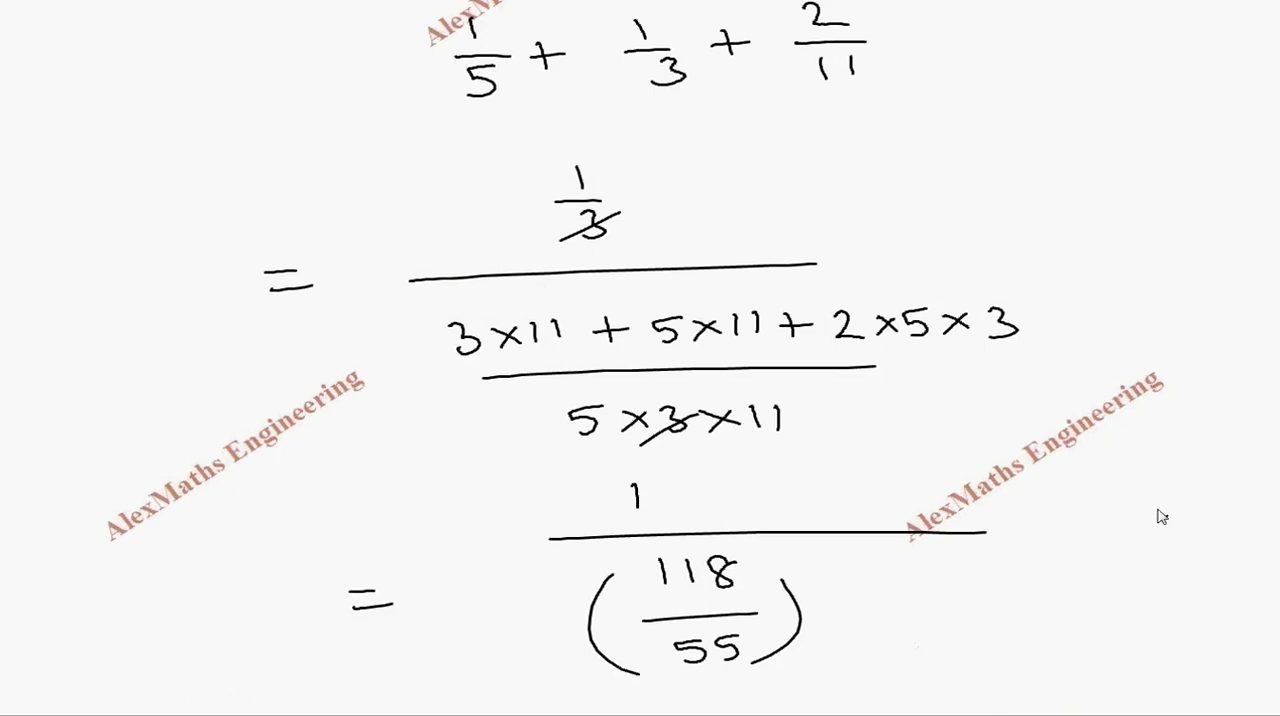 AlexM
1/5 + 1/3 + 2/11
= 1/3
3×11 + 5×11 + 2×5×3
5×3×11
AlexMaths Engineering
AlexMaths Engineering
= 1
(118/55)